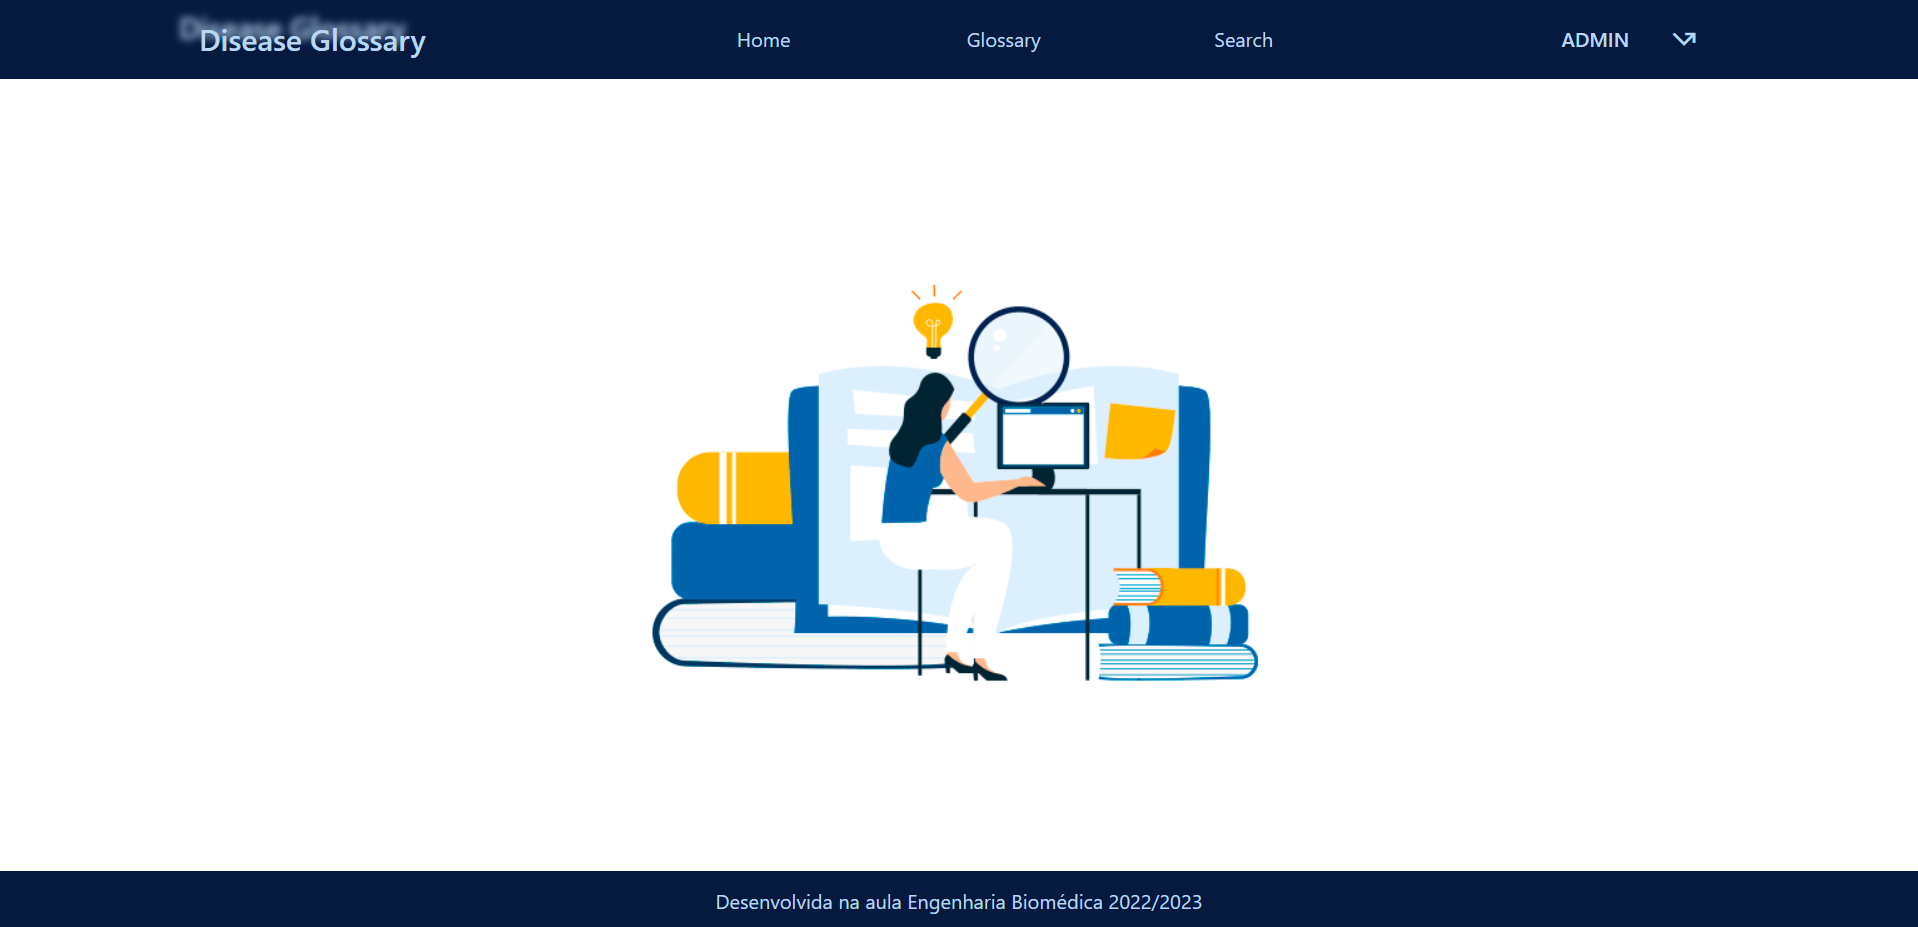 Disease Glossary
Home
Glossary
Search
ADMIN
Desenvolvida na aula Engenharia Biomédica 2022/2023